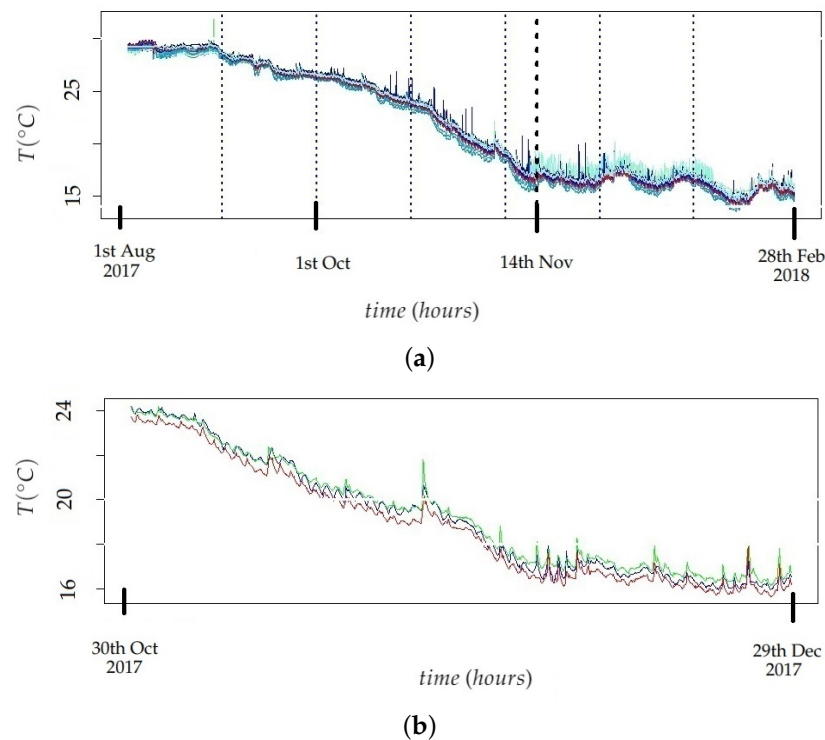 25
15
T(°C)
1st Aug
2017
1st Oct
14th Nov
28th Feb
2018
time (hours)
(a)
24
20
16
T(°C)
30th Oct
2017
29th Dec
2017
time (hours)
(b)